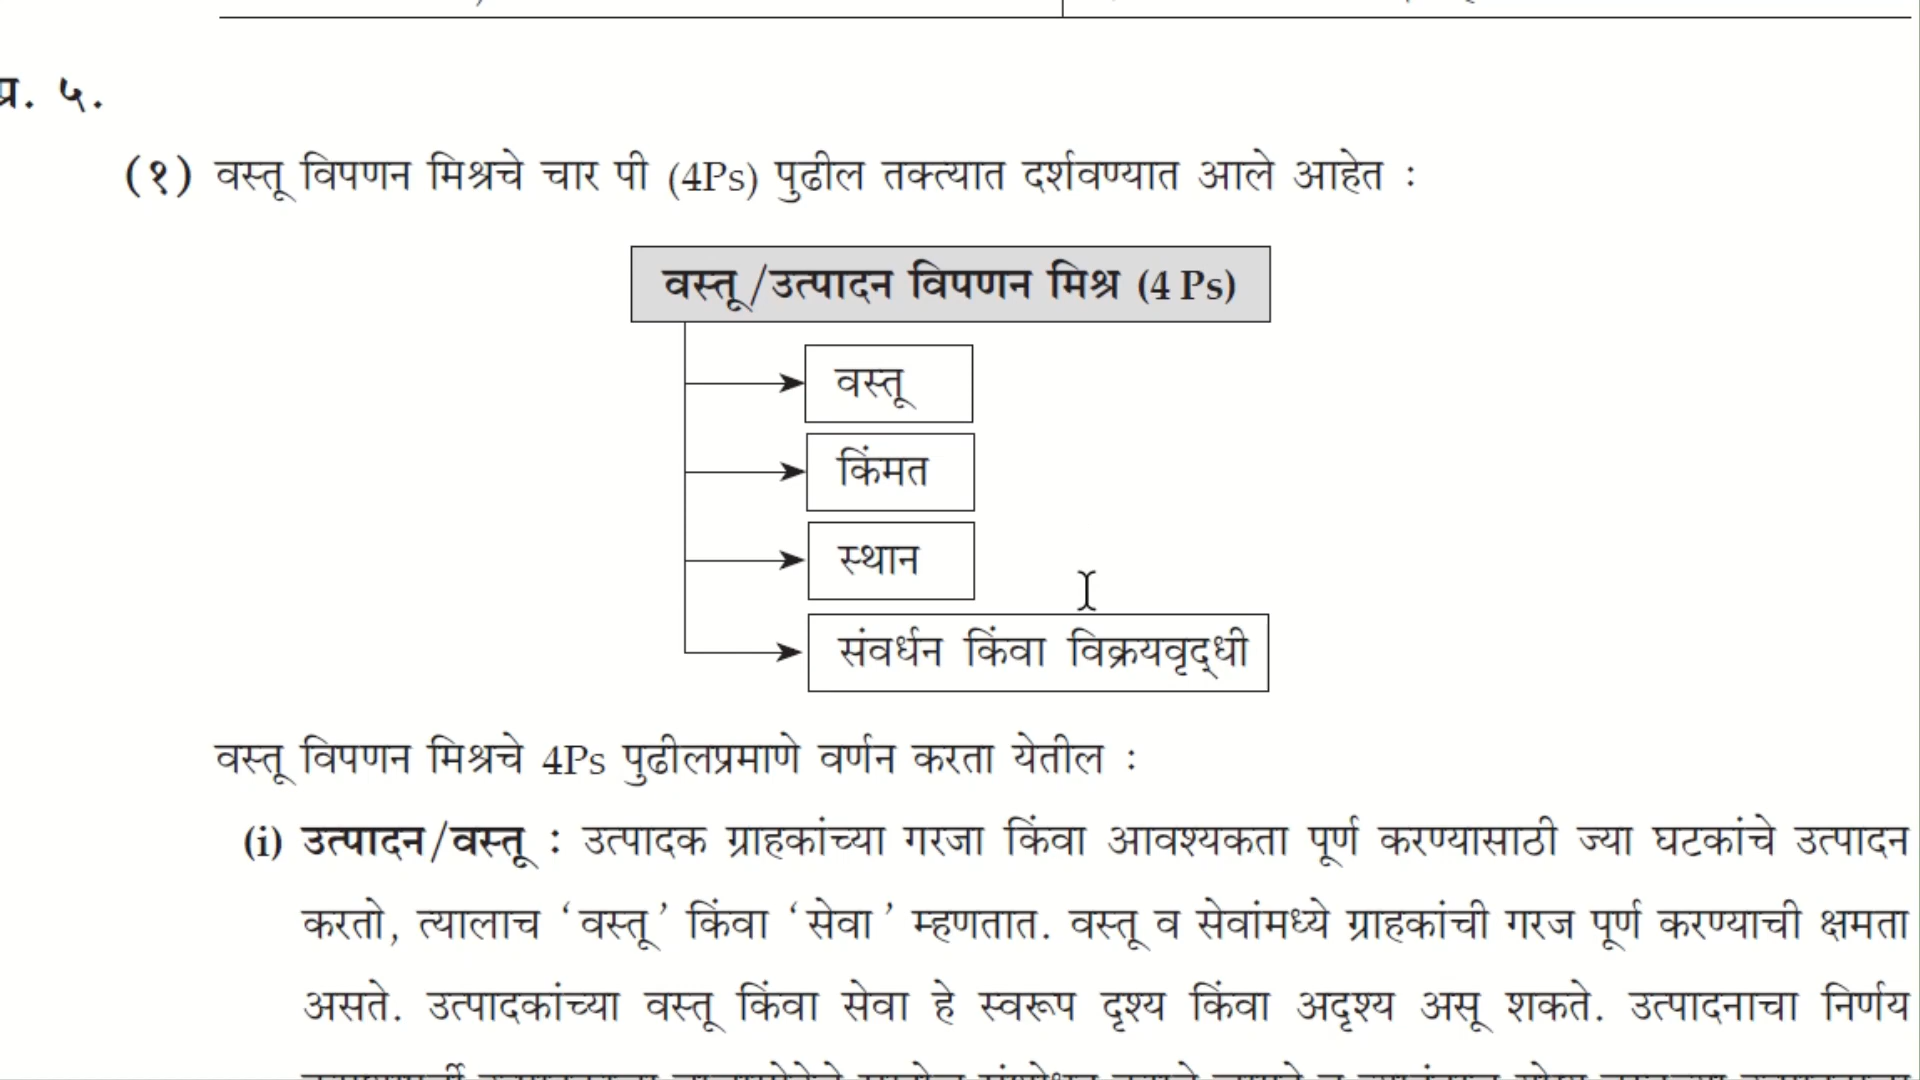 प्र. ५.
(१) वस्तू विपणन मिश्रचे चार पी (4Ps) पुढील तक्त्यात दर्शवण्यात आले आहेत :
वस्तू/उत्पादन विपणन मिश्र (4 Ps)
वस्तू
किंमत
स्थान
संवर्धन किंवा विक्रयवृद्धी
वस्तू विपणन मिश्रचे 4Ps पुढीलप्रमाणे वर्णन करता येतील :
(i) उत्पादन/वस्तू : उत्पादक ग्राहकांच्या गरजा किंवा आवश्यकता पूर्ण करण्यासाठी ज्या घटकांचे उत्पादन
करतो, त्यालाच ‘वस्तू’ किंवा ‘सेवा’ म्हणतात. वस्तू व सेवांमध्ये ग्राहकांची गरज पूर्ण करण्याची क्षमता
असते. उत्पादकांच्या वस्तू किंवा सेवा हे स्वरूप दृश्य किंवा अदृश्य असू शकते. उत्पादनाचा निर्णय